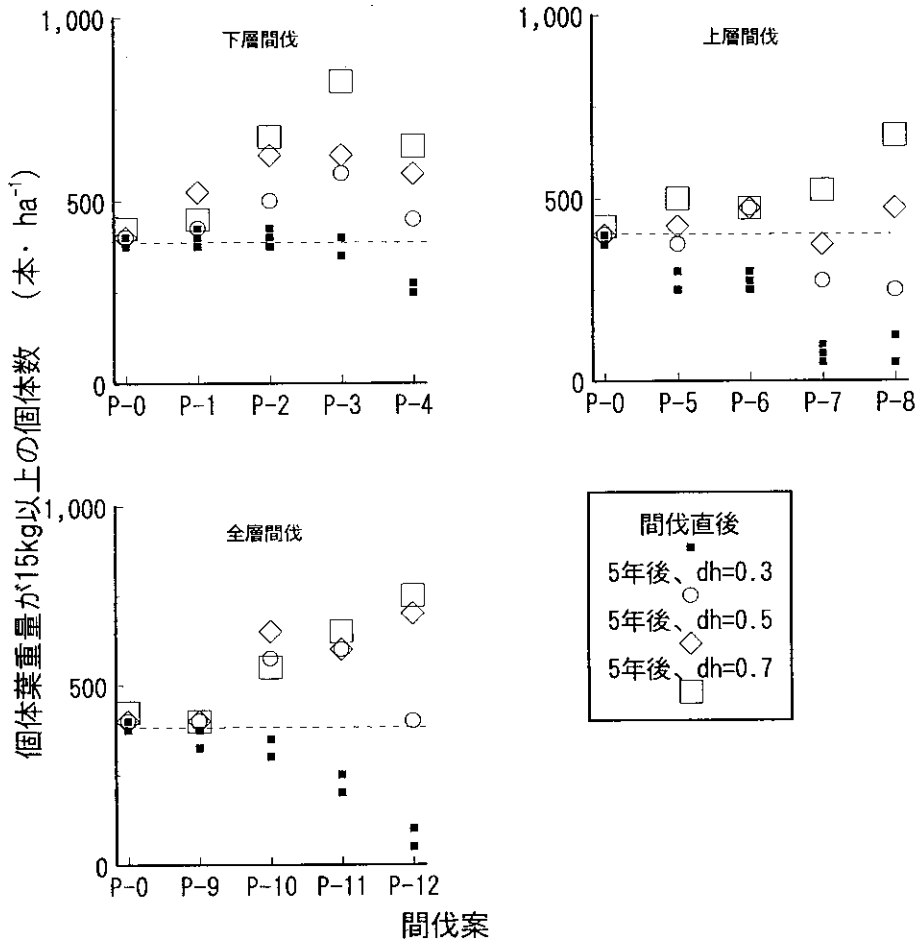 個体葉重量が15kg以上の個体数 (本・ha⁻¹)
下層間伐
1,000
500
0
P-0 P-1 P-2 P-3 P-4
上層間伐
1,000
500
0
P-0 P-5 P-6 P-7 P-8
全層間伐
1,000
500
0
P-0 P-9 P-10 P-11 P-12
間伐案
間伐直後
5年後、dh=0.3
5年後、dh=0.5
5年後、dh=0.7